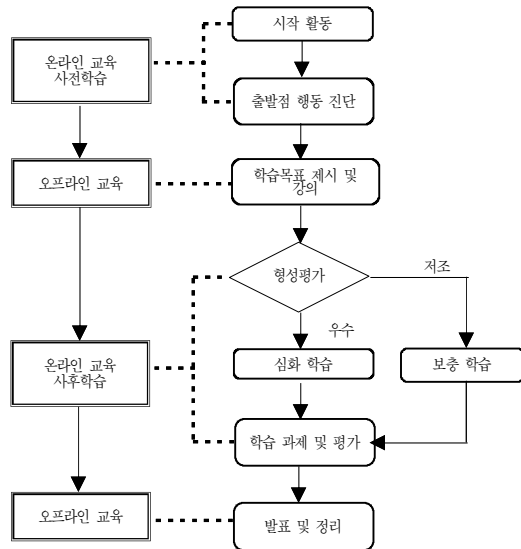 시작 활동
온라인 교육
사전학습
출발점 행동 진단
오프라인 교육
학습목표 제시 및
강의
형성평가
저조
우수
온라인 교육
사후학습
심화 학습
보충 학습
학습 과제 및 평가
오프라인 교육
발표 및 정리